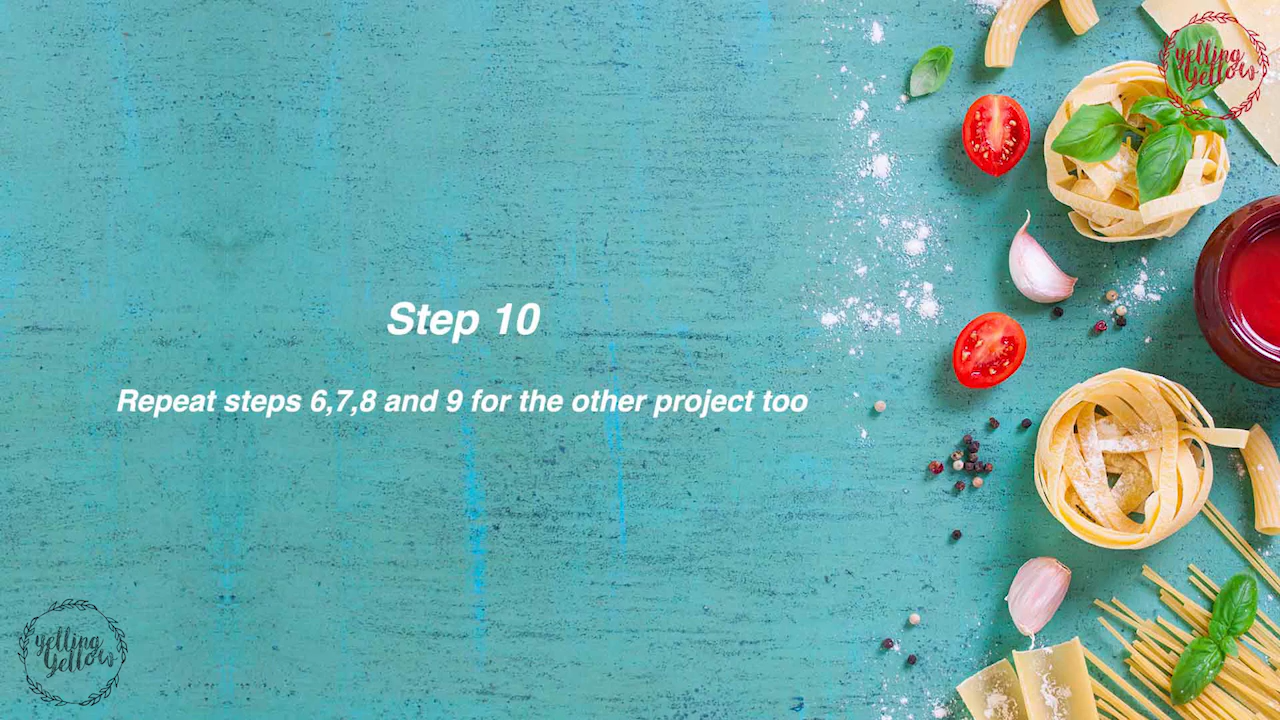 yelling
yellow
Step 10
Repeat steps 6,7,8 and 9 for the other project too
yelling
yellow